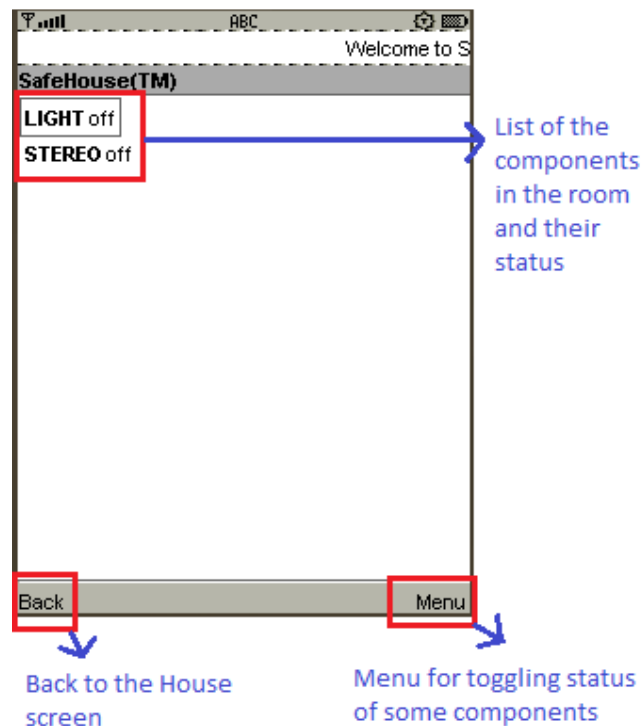 ABC
Welcome to S
SafeHouse(TM)
LIGHT off
STEREO off
List of the
components
in the room
and their
status
Back
Menu
Back to the House
screen
Menu for toggling status
of some components